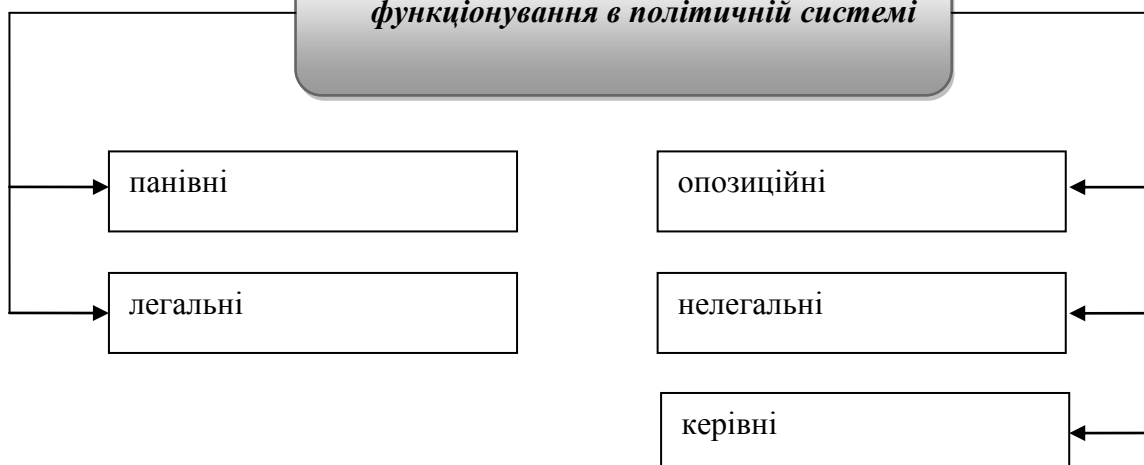 функціонування в політичній системі
панівні
опозиційні
легальні
нелегальні
керівні